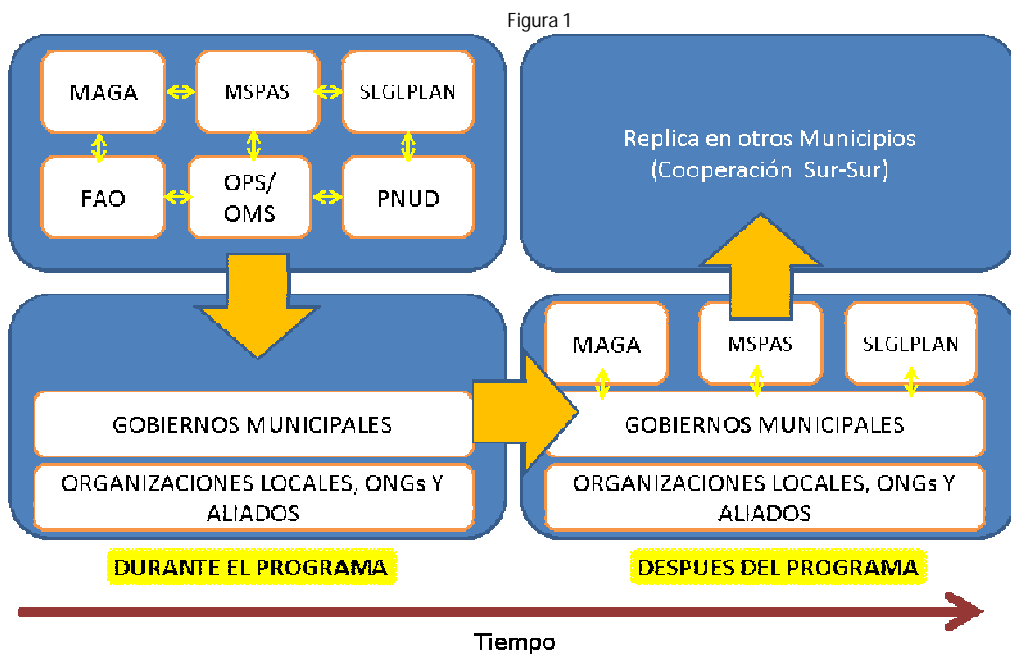 Figura 1
MAGA
MSPAS
SEGEPLAN
FAO
OPS/
OMS
PNUD
Replica en otros Municipios
(Cooperación Sur-Sur)
GOBIERNOS MUNICIPALES
ORGANIZACIONES LOCALES, ONGs Y
ALIADOS
MAGA
MSPAS
SEGEPLAN
GOBIERNOS MUNICIPALES
ORGANIZACIONES LOCALES, ONGs Y
ALIADOS
DURANTE EL PROGRAMA
DESPUES DEL PROGRAMA
Tiempo